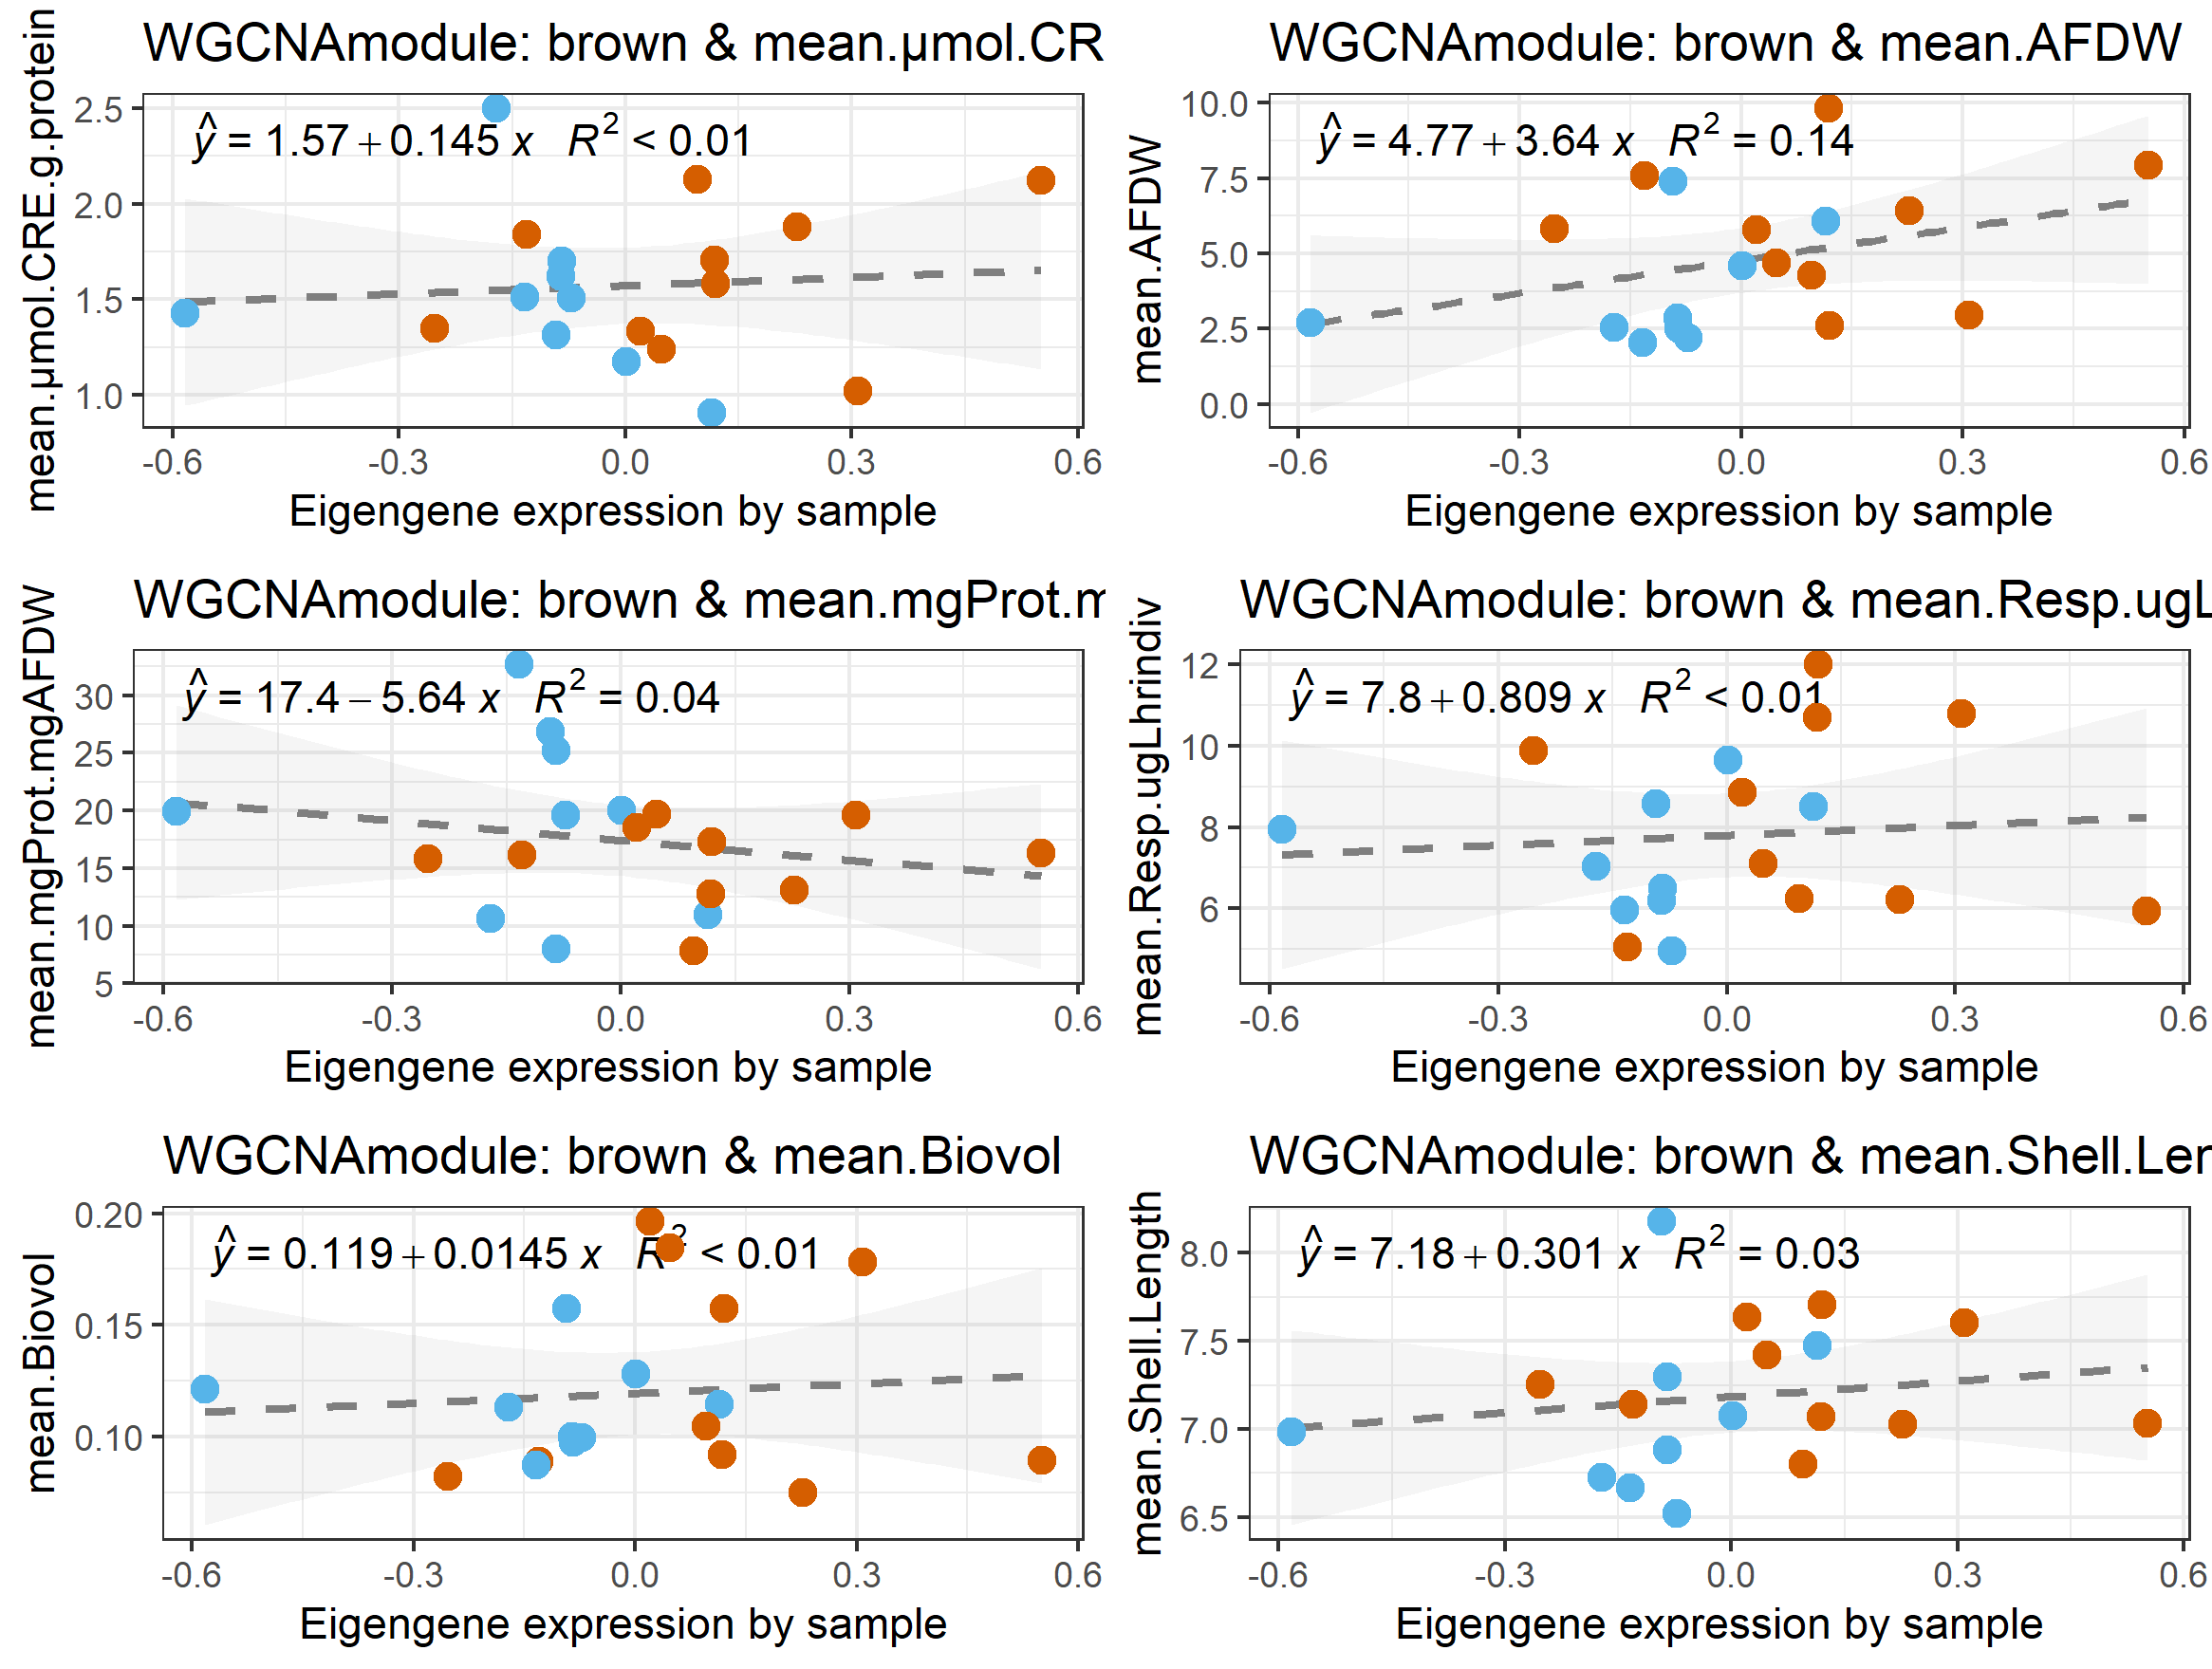 WGCNAmodule: brown & mean.µmol.CR
mean.µmol.CRE.g.protein
ŷ = 1.57 + 0.145 x R² < 0.01
2.5
2.0
1.5
1.0
-0.6 -0.3 0.0 0.3 0.6
Eigengene expression by sample
WGCNAmodule: brown & mean.AFDW
mean.AFDW
ŷ = 4.77 + 3.64 x R² = 0.14
10.0
7.5
5.0
2.5
0.0
-0.6 -0.3 0.0 0.3 0.6
Eigengene expression by sample
WGCNAmodule: brown & mean.mgProt.m
mean.mgProt.mgAFDW
ŷ = 17.4 − 5.64 x R² = 0.04
30
25
20
15
10
5
-0.6 -0.3 0.0 0.3 0.6
Eigengene expression by sample
WGCNAmodule: brown & mean.Resp.ugL
mean.Resp.ugLhrindiv
ŷ = 7.8 + 0.809 x R² < 0.01
12
10
8
6
-0.6 -0.3 0.0 0.3 0.6
Eigengene expression by sample
WGCNAmodule: brown & mean.Biovol
mean.Biovol
ŷ = 0.119 + 0.0145 x R² < 0.01
0.20
0.15
0.10
-0.6 -0.3 0.0 0.3 0.6
Eigengene expression by sample
WGCNAmodule: brown & mean.Shell.Len
mean.Shell.Length
ŷ = 7.18 + 0.301 x R² = 0.03
8.0
7.5
7.0
6.5
-0.6 -0.3 0.0 0.3 0.6
Eigengene expression by sample